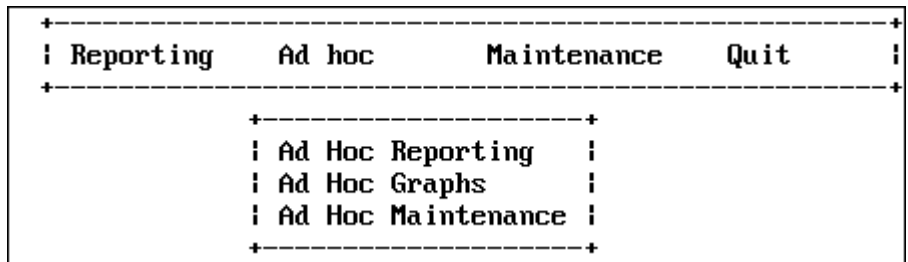 Reporting Ad hoc Maintenance Quit
Ad Hoc Reporting
Ad Hoc Graphs
Ad Hoc Maintenance